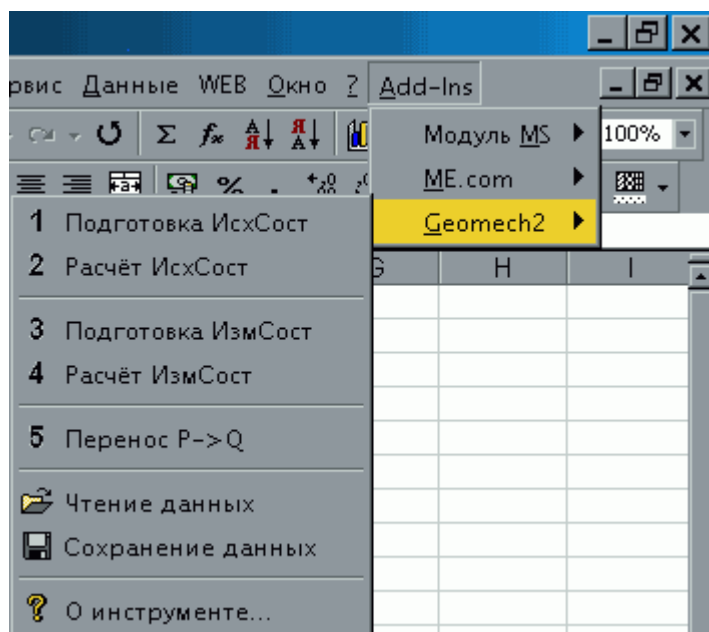 рвис Данные WEB Окно ? Add-Ins
Σ fx А Я Я А 100%
% ,
Модуль MS
ME.com
Geomech2
G H I
1 Подготовка ИсхСост
2 Расчёт ИсхСост
3 Подготовка ИзмСост
4 Расчёт ИзмСост
5 Перенос P->Q
Чтение данных
Сохранение данных
? О инструменте...